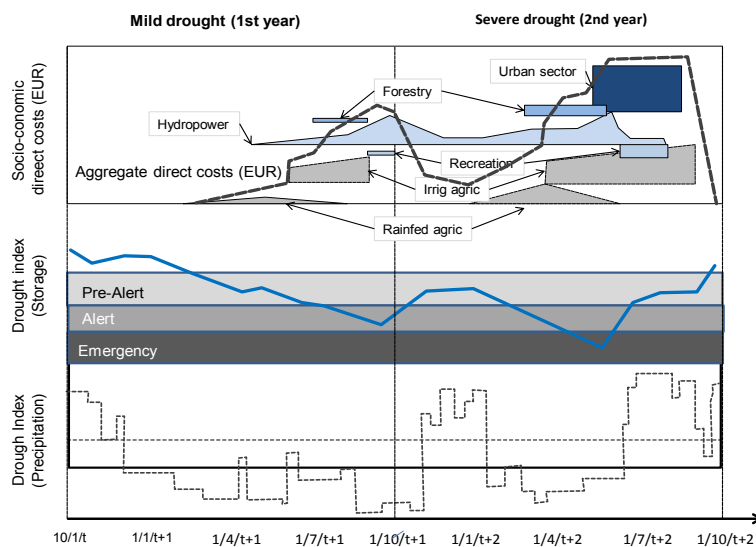 Mild drought (1st year)
Severe drought (2nd year)
Socio-conomic
direect costs (EUR)
Urban sector
Forestry
Hydropower
Recreation
Aggregate direct costs (EUR)
Irrig agric
Rainfed agric
Drought index
(Storage)
Pre-Alert
Alert
Emergency
Drough Index
(Precipitation)
10/1/t
1/1/t+1
1/4/t+1
1/7/t+1
1/10/t+1
1/1/t+2
1/4/t+2
1/7/t+2
1/10/t+2